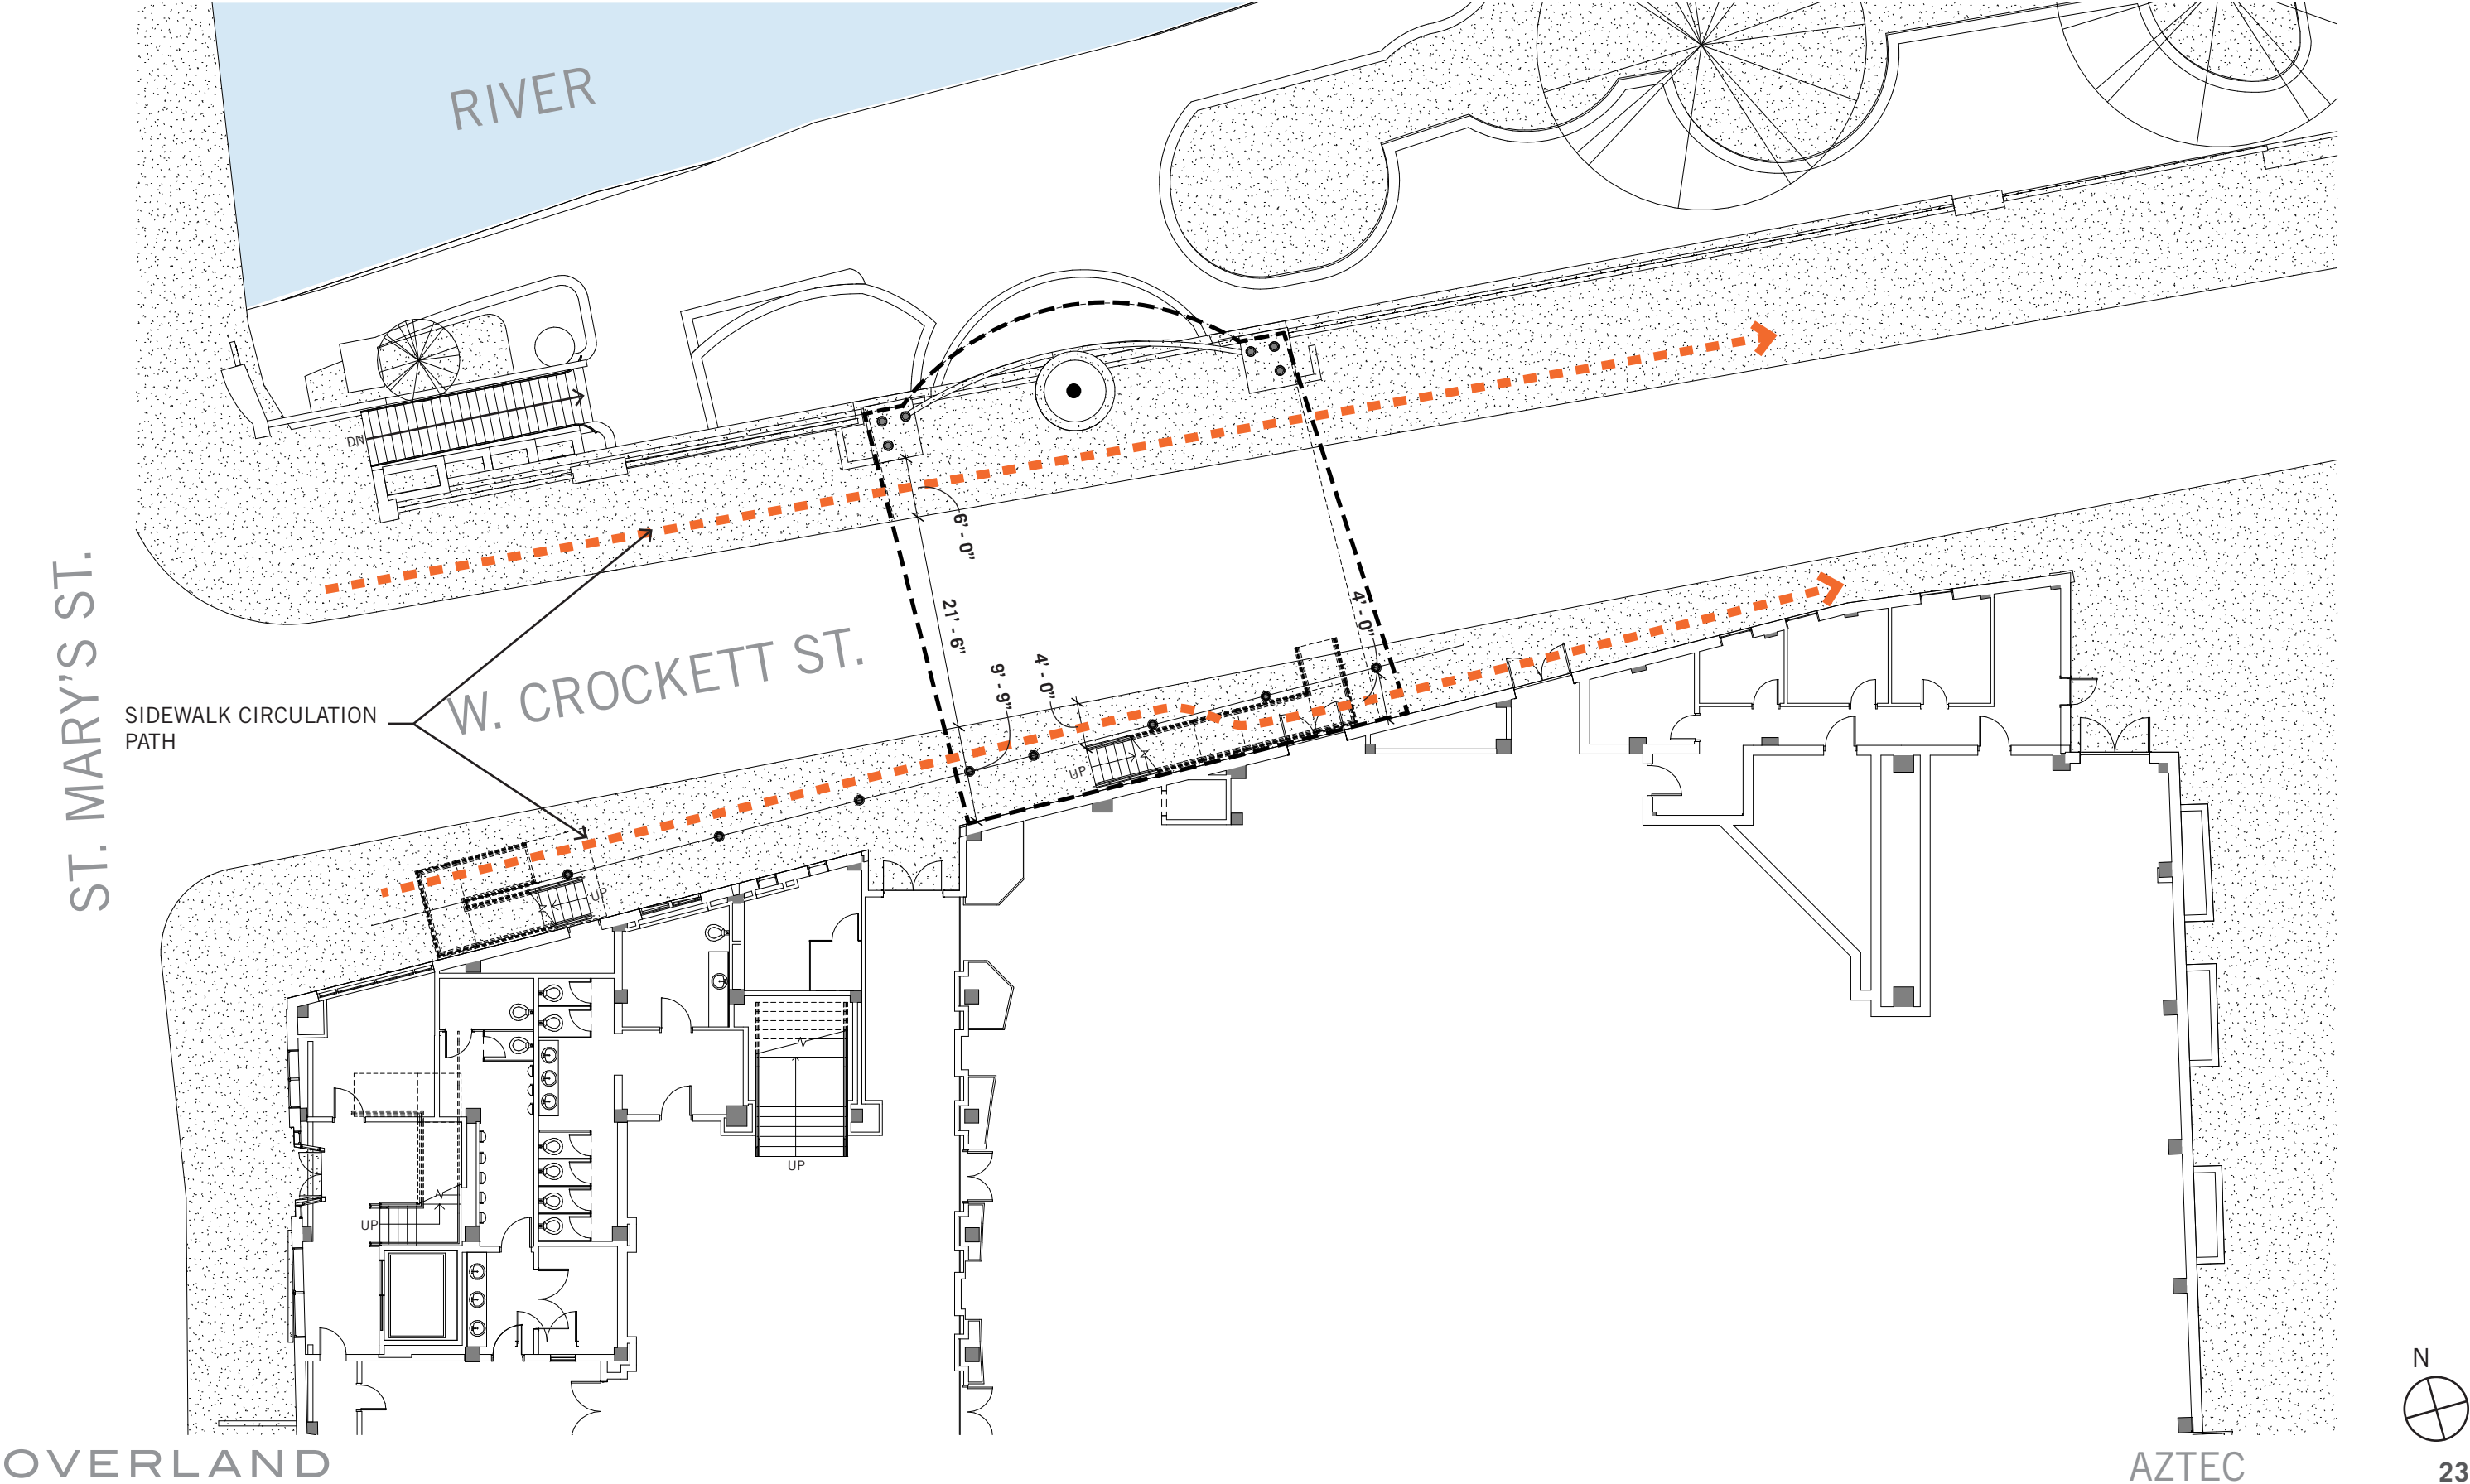 RIVER
DN
6' - 0"
21' - 6"
4' - 0"
9' - 9"
4' - 0"
ST. MARY'S ST.
W. CROCKETT ST.
SIDEWALK CIRCULATION
PATH
UP
UP
UP
UP
N
OVERLAND
AZTEC
23